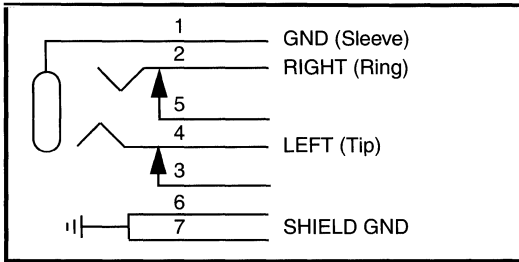 1 GND (Sleeve)
2 RIGHT (Ring)
5
4 LEFT (Tip)
3
6
7 SHIELD GND